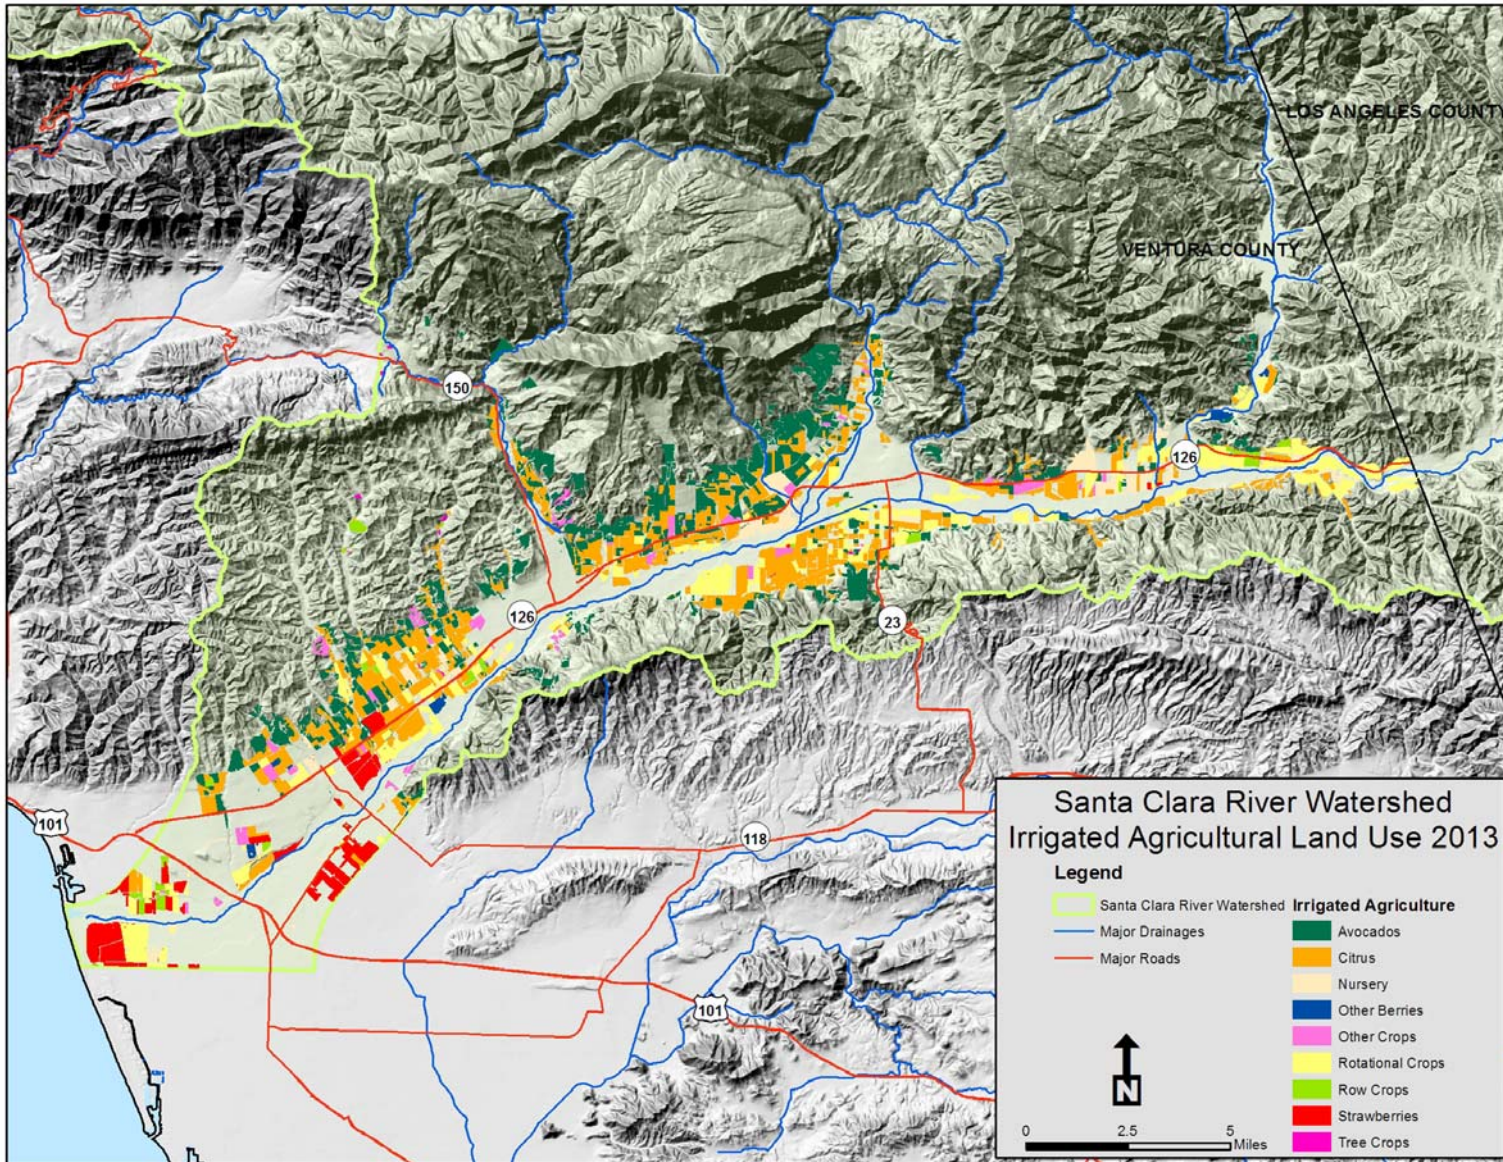 LOS ANGELES COUNTY
VENTURA COUNTY
150
126
126
23
101
118
101
Santa Clara River Watershed
Irrigated Agricultural Land Use 2013
Legend
Santa Clara River Watershed
Major Drainages
Major Roads
Irrigated Agriculture
Avocados
Citrus
Nursery
Other Berries
Other Crops
Rotational Crops
Row Crops
Strawberries
Tree Crops
N
0 2.5 5
Miles